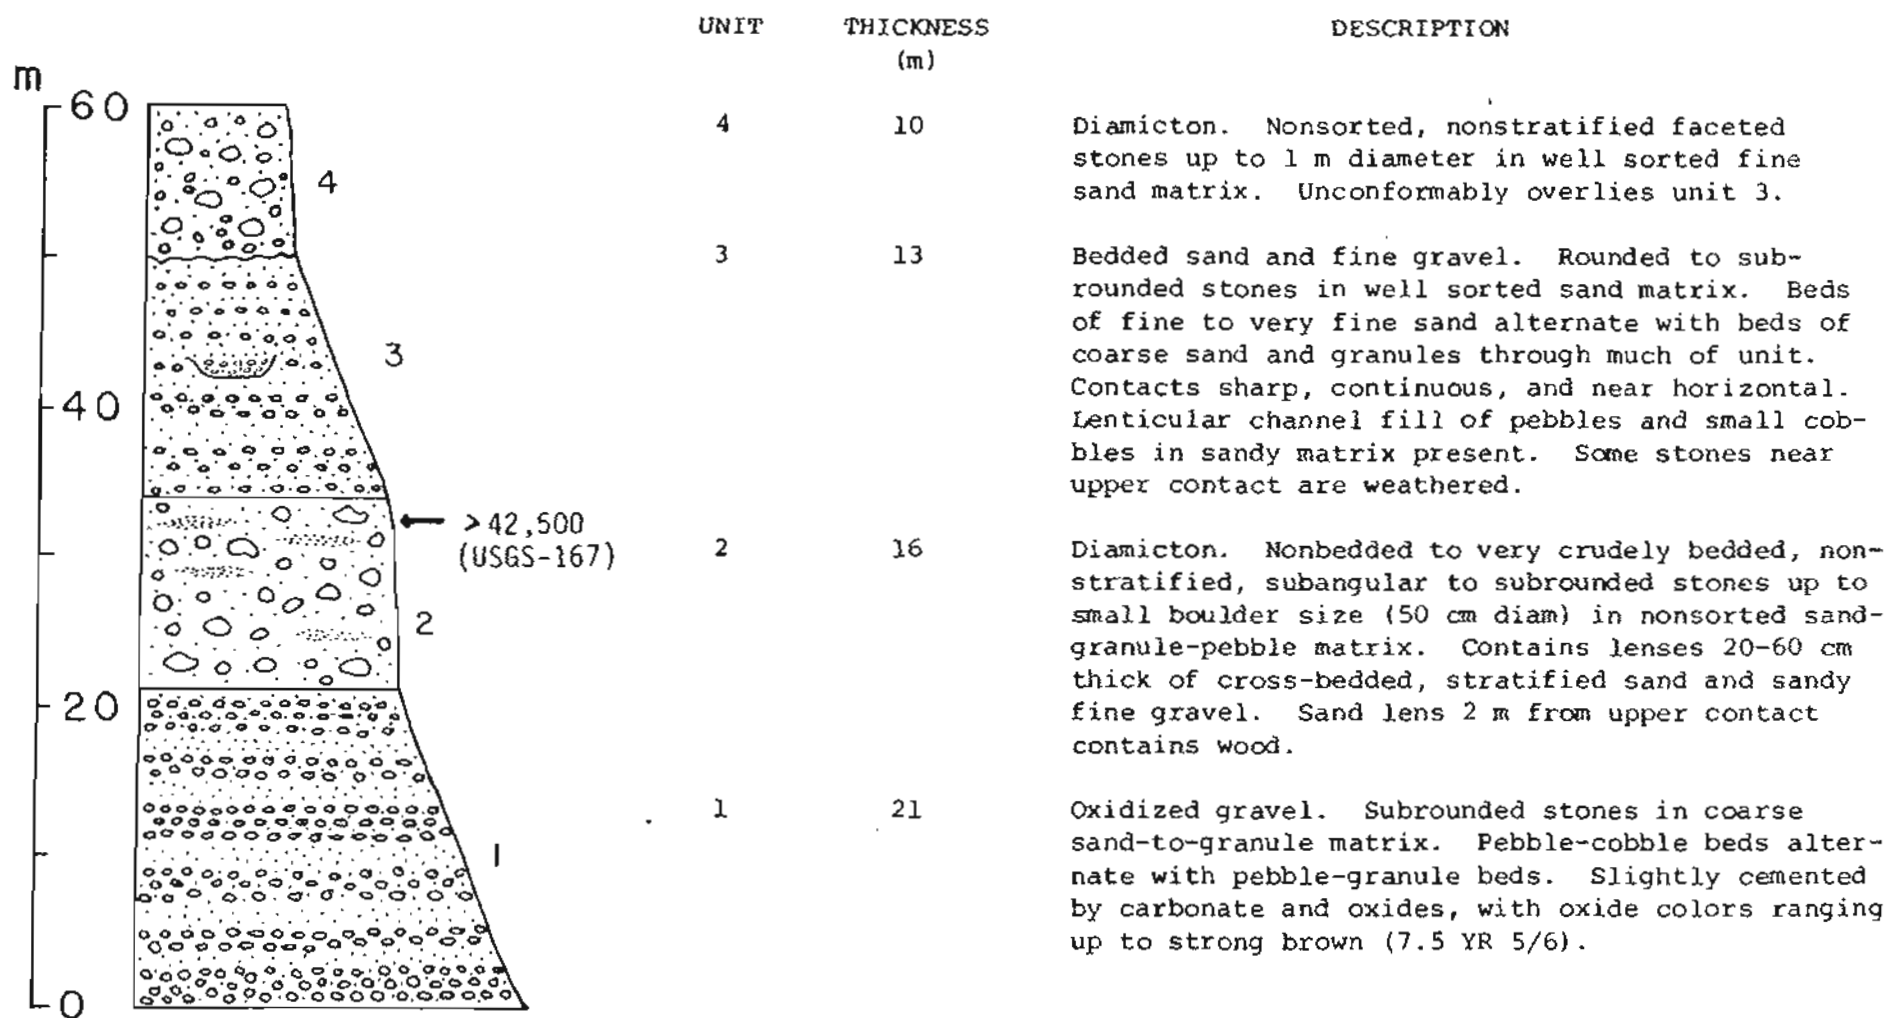 UNIT THICKNESS DESCRIPTION
(m)
m
60
4
4 10 Diamicton. Nonsorted, nonstratified faceted
stones up to 1 m diameter in well sorted fine
sand matrix. Unconformably overlies unit 3.
3 13 Bedded sand and fine gravel. Rounded to sub-
rounded stones in well sorted sand matrix. Beds
of fine to very fine sand alternate with beds of
3
coarse sand and granules through much of unit.
Contacts sharp, continuous, and near horizontal.
40
Lenticular channel fill of pebbles and small cob-
bles in sandy matrix present. Some stones near
upper contact are weathered.
>42,500
(USGS-167)
2 16 Diamicton. Nonbedded to very crudely bedded, non-
stratified, subangular to subrounded stones up to
2
small boulder size (50 cm diam) in nonsorted sand-
granule-pebble matrix. Contains lenses 20-60 cm
thick of cross-bedded, stratified sand and sandy
20
fine gravel. Sand lens 2 m from upper contact
contains wood.
1 21 Oxidized gravel. Subrounded stones in coarse
sand-to-granule matrix. Pebble-cobble beds alter-
1
nate with pebble-granule beds. Slightly cemented
by carbonate and oxides, with oxide colors ranging
up to strong brown (7.5 YR 5/6).
0